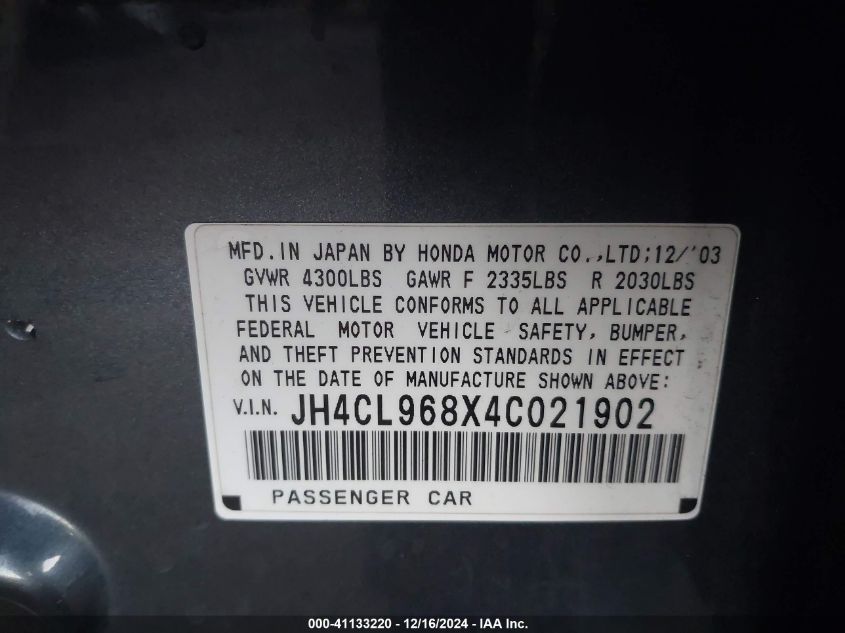 MFD.IN JAPAN BY HONDA MOTOR CO.,LTD;12/'03
GVWR 4300LBS GAWR F 2335LBS R 2030LBS
THIS VEHICLE CONFORMS TO ALL APPLICABLE
FEDERAL MOTOR VEHICLE SAFETY, BUMPER,
AND THEFT PREVENTION STANDARDS IN EFFECT
ON THE DATE OF MANUFACTURE SHOWN ABOVE:
V.I.N. JH4CL968X4C021902
PASSENGER CAR
000-41133220 - 12/16/2024 - IAA Inc.